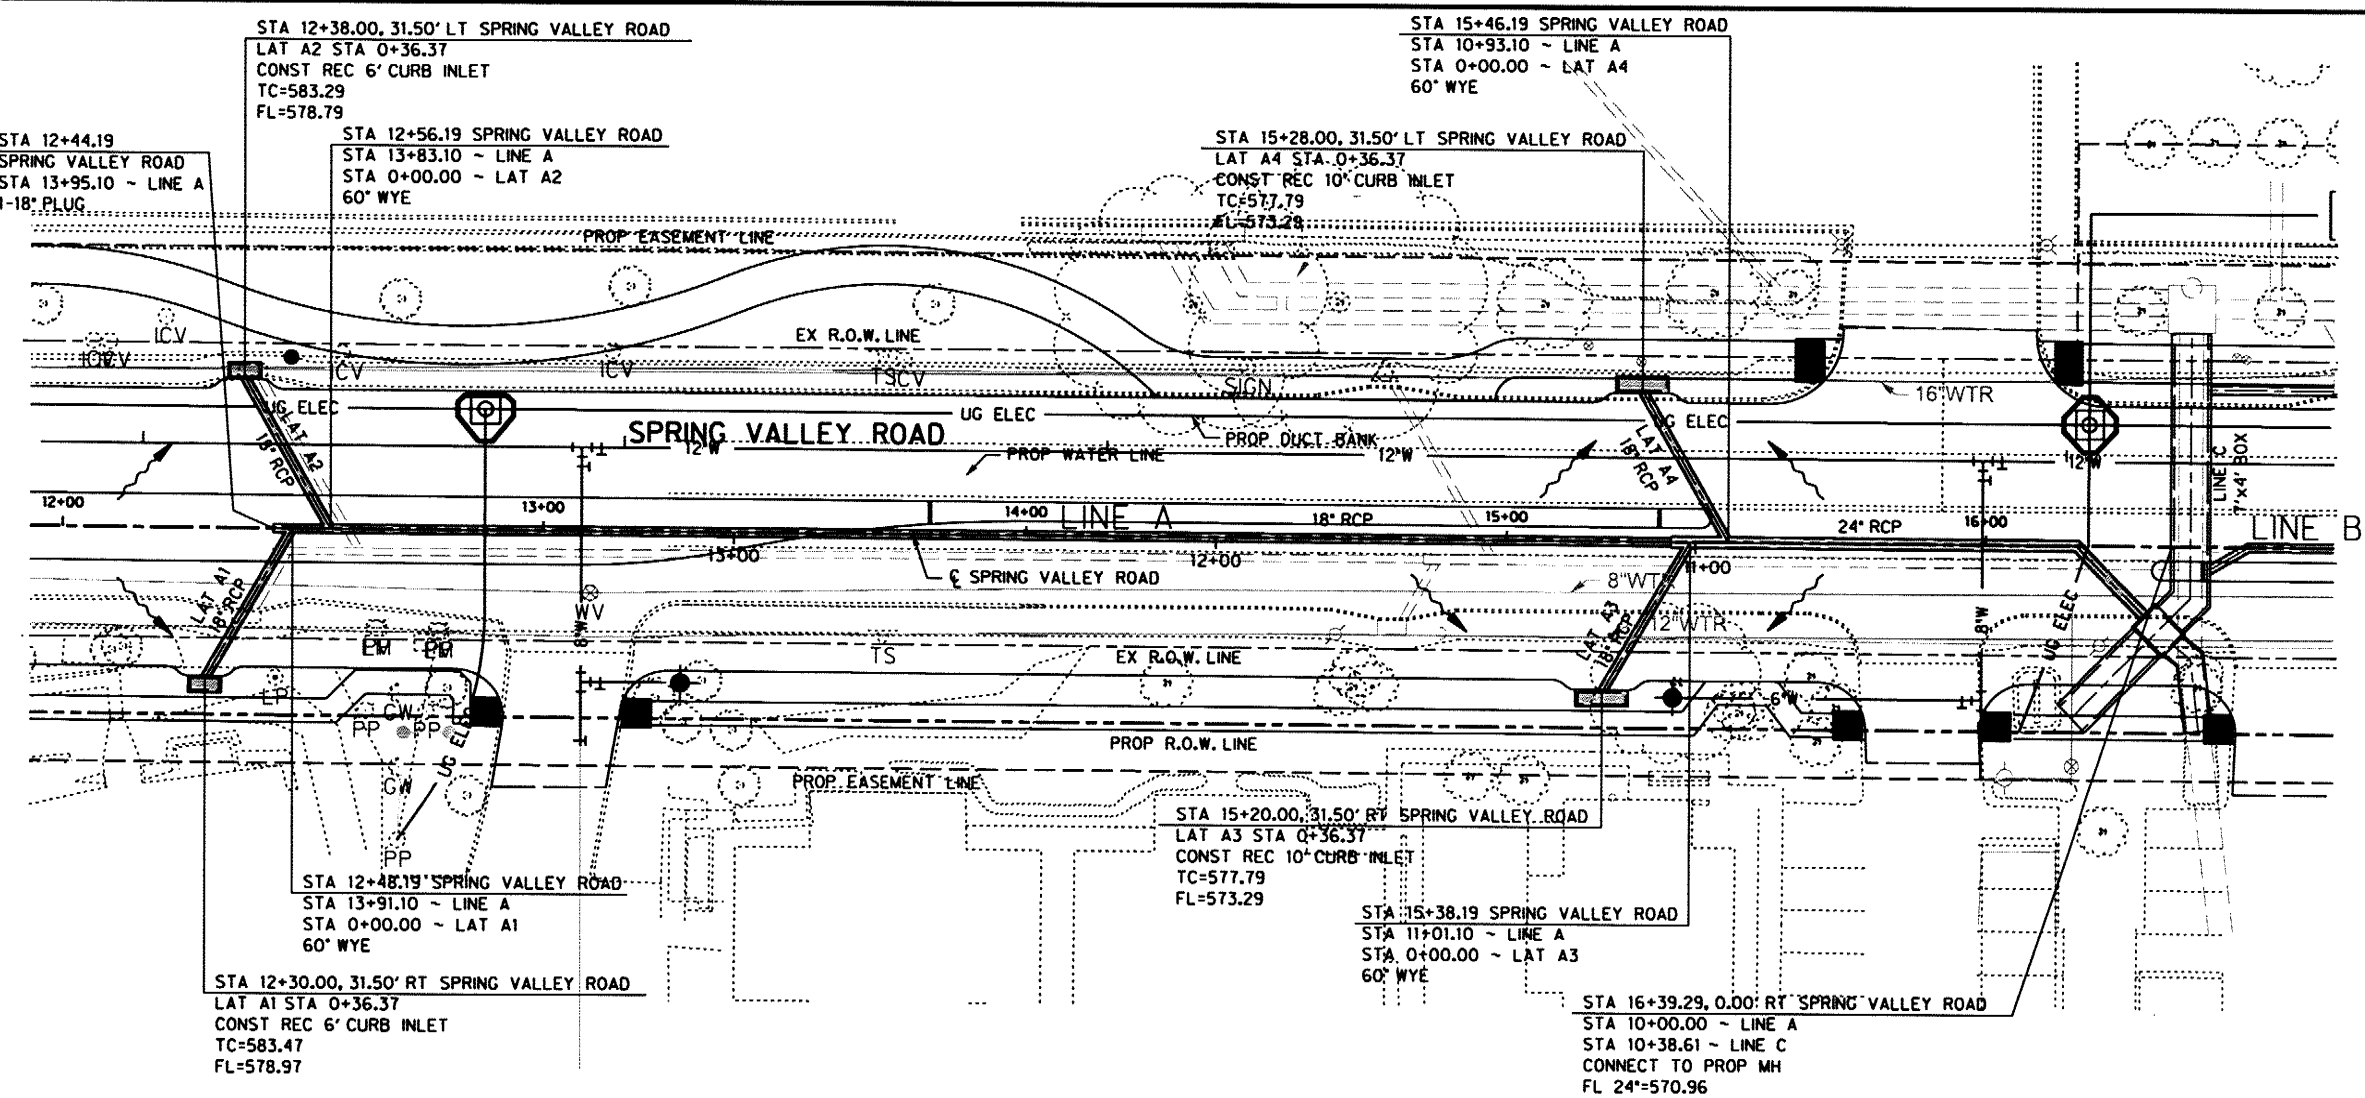 STA 12+38.00, 31.50' LT SPRING VALLEY ROAD
LAT A2 STA 0+36.37
CONST REC 6' CURB INLET
TC=583.29
FL=578.79
STA 15+46.19 SPRING VALLEY ROAD
STA 10+93.10 ~ LINE A
STA 0+00.00 ~ LAT A4
60° WYE
STA 12+44.19
SPRING VALLEY ROAD
STA 13+95.10 ~ LINE A
1-18" PLUG
STA 12+56.19 SPRING VALLEY ROAD
STA 13+83.10 ~ LINE A
STA 0+00.00 ~ LAT A2
60° WYE
STA 15+28.00, 31.50' LT SPRING VALLEY ROAD
LAT A4 STA 0+36.37
CONST REC 10' CURB INLET
TC=577.79
FL=573.29
PROP EASEMENT LINE
EX R.O.W. LINE
ICV
ICV
ICV
ICV
TSCV
SIGN
16"WTR
UG ELEC
UG ELEC
UG ELEC
SPRING VALLEY ROAD
12"W
PROP DUCT BANK
PROP WATER LINE
12"W
12"W
LAT A2
18" RCP
LAT A4
18" RCP
LINE C
7'x4' BOX
12+00
13+00
14+00
LINE A
18" RCP
15+00
24" RCP
16+00
LINE B
13+00
12+00
11+00
℄ SPRING VALLEY ROAD
8"WTR
12"WTR
LAT A1
18" RCP
LAT A3
18" RCP
WV
8"W
8"W
UG ELEC
TS
EX R.O.W. LINE
LP
GW
PP
PP
6"W
UG ELEC
PROP R.O.W. LINE
PROP EASEMENT LINE
GW
PP
STA 15+20.00, 31.50' RT SPRING VALLEY ROAD
LAT A3 STA 0+36.37
CONST REC 10' CURB INLET
TC=577.79
FL=573.29
STA 12+48.19 SPRING VALLEY ROAD
STA 13+91.10 ~ LINE A
STA 0+00.00 ~ LAT A1
60° WYE
STA 15+38.19 SPRING VALLEY ROAD
STA 11+01.10 ~ LINE A
STA 0+00.00 ~ LAT A3
60° WYE
STA 12+30.00, 31.50' RT SPRING VALLEY ROAD
LAT A1 STA 0+36.37
CONST REC 6' CURB INLET
TC=583.47
FL=578.97
STA 16+39.29, 0.00' RT SPRING VALLEY ROAD
STA 10+00.00 ~ LINE A
STA 10+38.61 ~ LINE C
CONNECT TO PROP MH
FL 24"=570.96